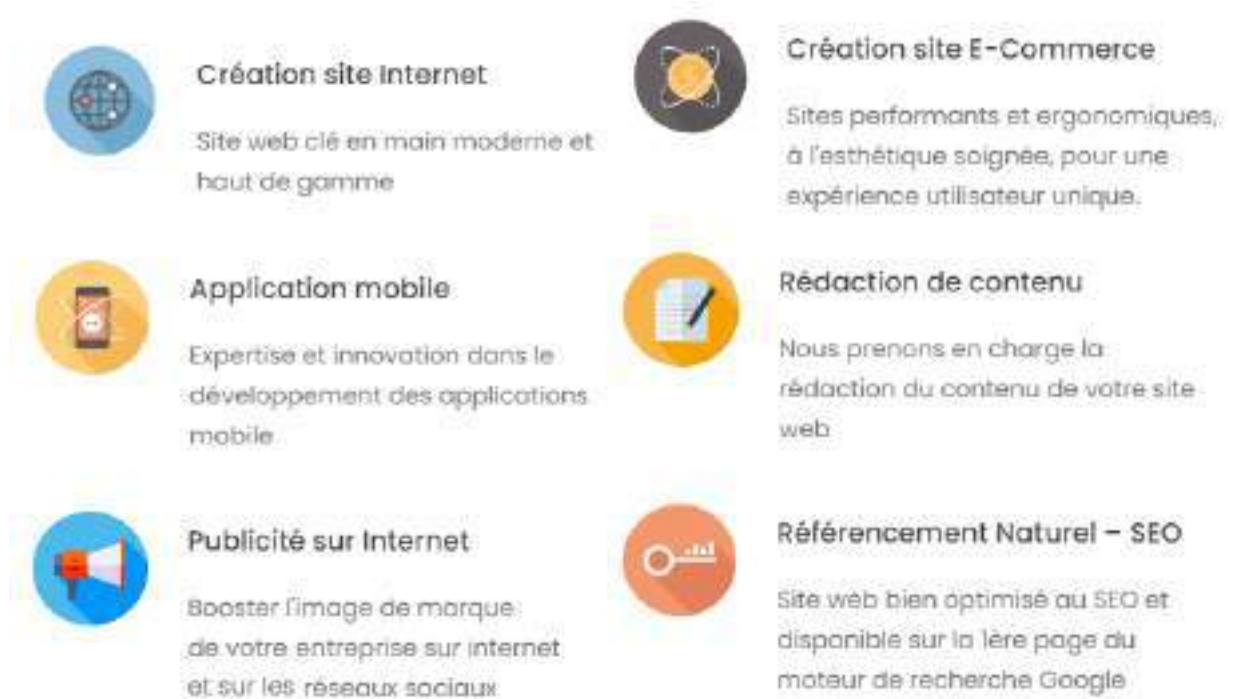 Création site Internet
Site web clé en main moderne et
haut de gamme
Création site E-Commerce
Sites performants et ergonomiques,
à l'esthétique soignée, pour une
expérience utilisateur unique.
Application mobile
Expertise et innovation dans le
développement des applications
mobile
Rédaction de contenu
Nous prenons en charge la
rédaction du contenu de votre site
web
Publicité sur Internet
Booster l'image de marque
de votre entreprise sur internet
et sur les réseaux sociaux
Référencement Naturel – SEO
Site web bien optimisé au SEO et
disponible sur la 1ère page du
moteur de recherche Google